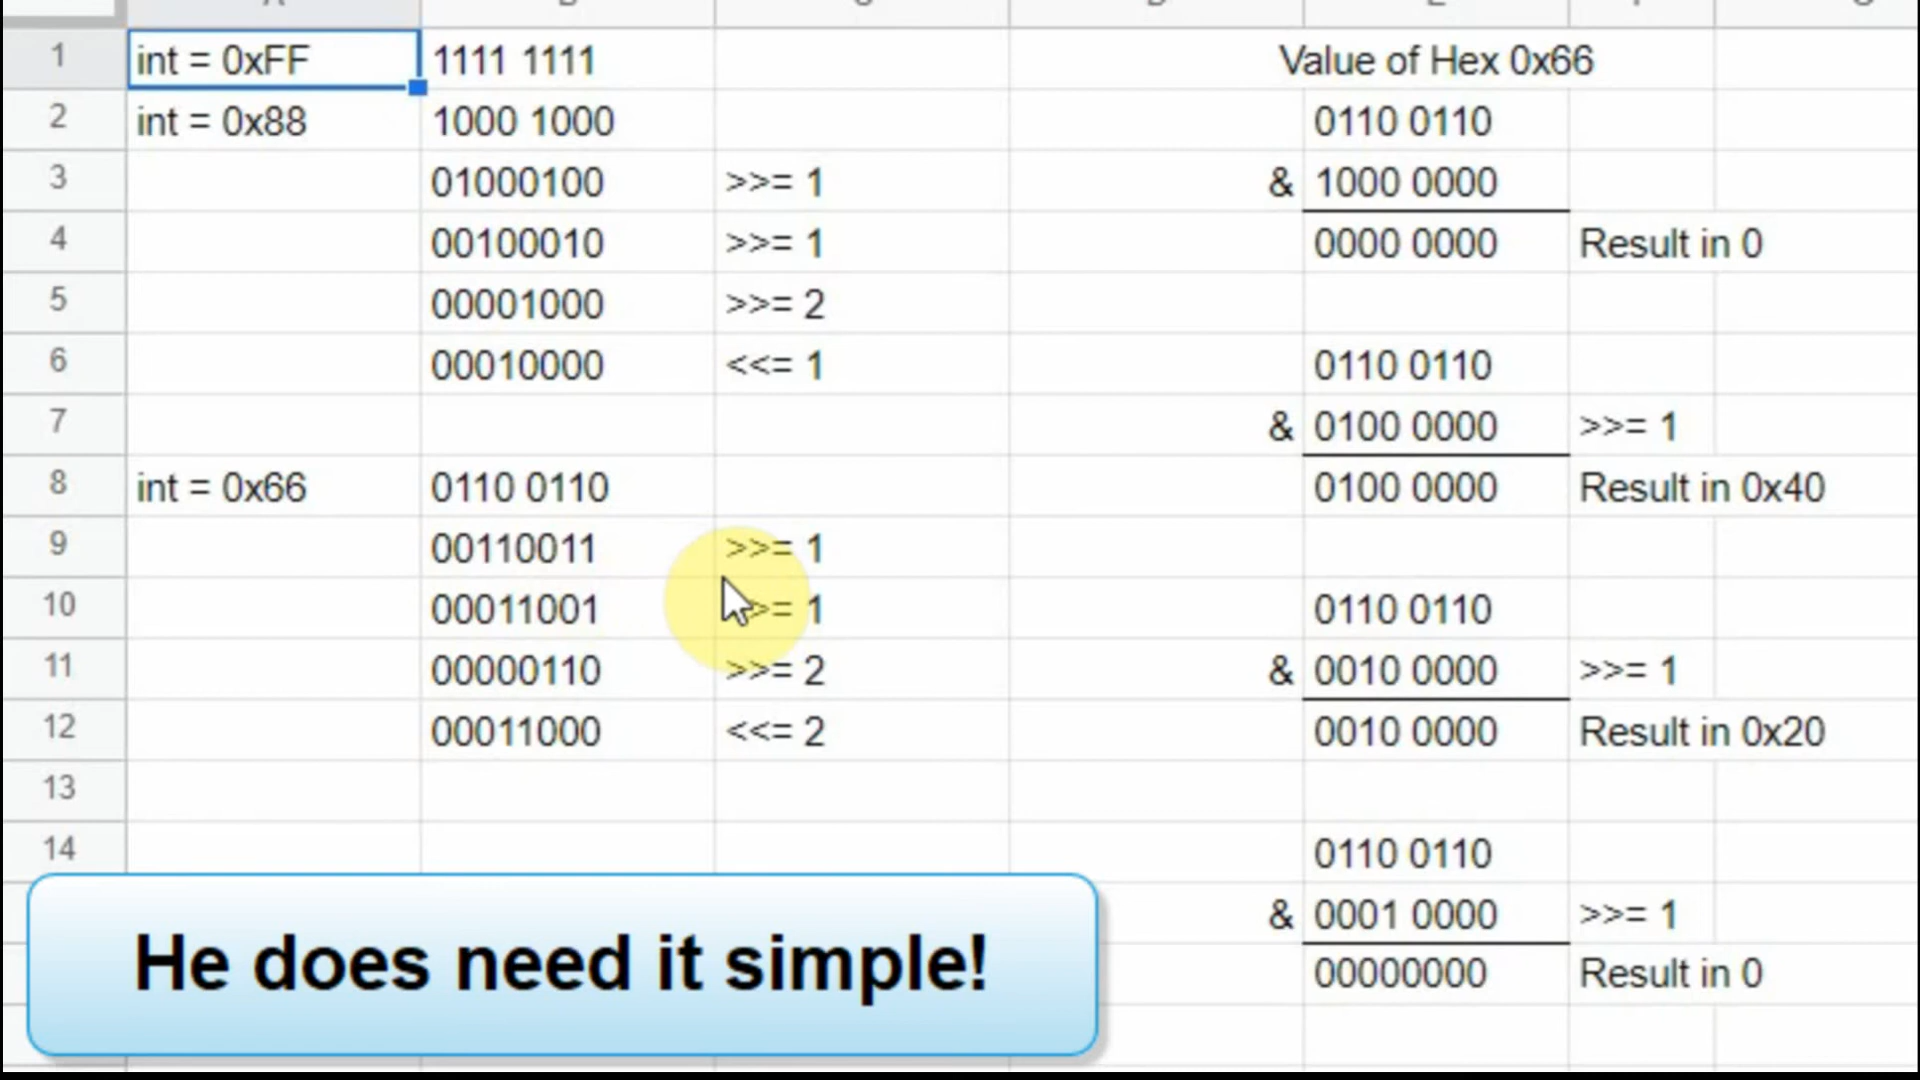 1 int = 0xFF 1111 1111 Value of Hex 0x66
2 int = 0x88 1000 1000 0110 0110
3 01000100 >>= 1 & 1000 0000
4 00100010 >>= 1 0000 0000 Result in 0
5 00001000 >>= 2
6 00010000 <<= 1 0110 0110
7 & 0100 0000 >>= 1
8 int = 0x66 0110 0110 0100 0000 Result in 0x40
9 00110011 >>= 1
10 00011001 >= 1 0110 0110
11 00000110 >>= 2 & 0010 0000 >>= 1
12 00011000 <<= 2 0010 0000 Result in 0x20
13
14 0110 0110
& 0001 0000 >>= 1
00000000 Result in 0
He does need it simple!